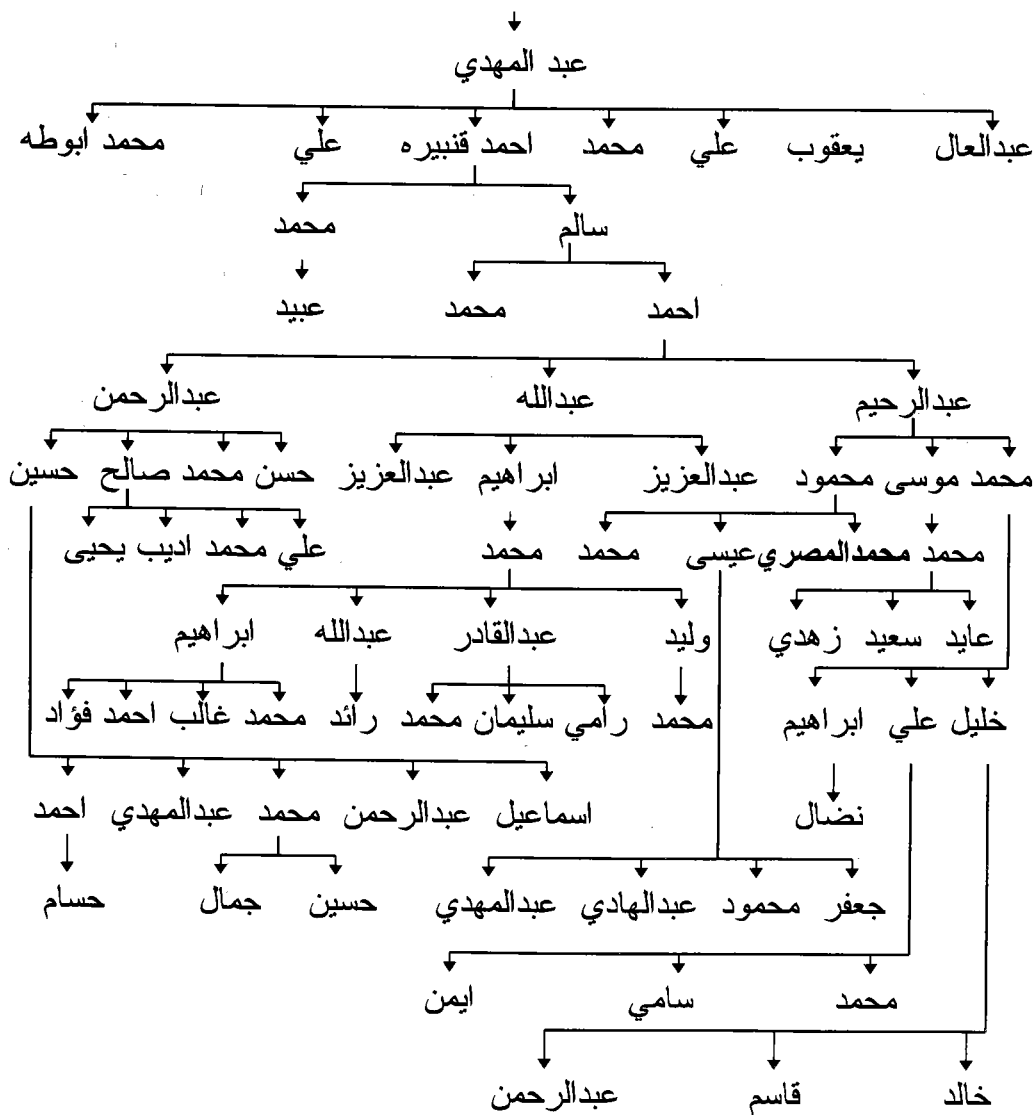 عبد المهدي
عبدالعال يعقوب علي محمد احمد قنبيره علي محمد ابوطه
سالم محمد
احمد محمد عبيد
عبدالرحيم عبدالله عبدالرحمن
محمد موسى محمود عبدالعزيز ابراهيم عبدالعزيز حسن محمد صالح حسين
محمد محمدالمصري عيسى محمد محمد علي محمد اديب يحيى
عايد سعيد زهدي وليد عبدالقادر عبدالله ابراهيم
خليل علي ابراهيم محمد رامي سليمان محمد رائد محمد غالب احمد فؤاد
نضال اسماعيل عبدالرحمن محمد عبدالمهدي احمد
جعفر محمود عبدالهادي عبدالمهدي حسين جمال حسام
محمد سامي ايمن
خالد قاسم عبدالرحمن